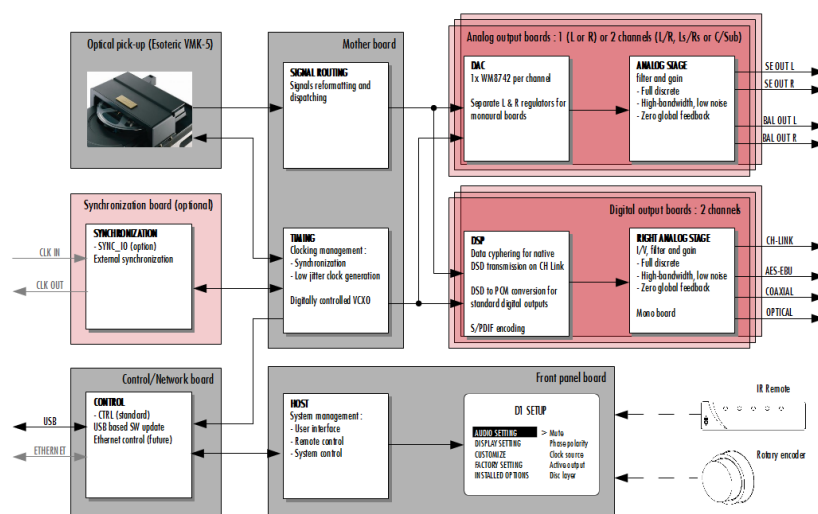 Optical pick-up (Esoteric VMK-5)
Mother board
SIGNAL ROUTING
Signals reformatting and
dispatching
Analog output boards : 1 (L or R) or 2 channels (L/R, Ls/Rs or C/Sub)
DAC
1x WM8742 per channel
Separate L & R regulators for
monaural boards
ANALOG STAGE
filter and gain
- Full discrete
- High-bandwidth, low noise
- Zero global feedback
SE OUT L
SE OUT R
BAL OUT L
BAL OUT R
Synchronization board (optional)
SYNCHRONIZATION
- SYNC_IO (option)
External synchronization
CLK IN
CLK OUT
TIMING
Clocking management :
- Synchronization
- Low jitter clock generation
Digitally controlled VCXO
Digital output boards : 2 channels
DSP
Data cyphering for native
DSD transmission on CH Link
DSD to PCM conversion for
standard digital outputs
S/PDIF encoding
RIGHT ANALOG STAGE
I/V, filter and gain
- Full discrete
- High-bandwidth, low noise
- Zero global feedback
Mono board
CH-LINK
AES-EBU
COAXIAL
OPTICAL
Control/Network board
CONTROL
- CTRL (standard)
USB based SW update
Ethernet control (future)
USB
ETHERNET
Front panel board
HOST
System management :
- User interface
- Remote control
- System control
D1 SETUP
AUDIO SETTING > Mute
DISPLAY SETTING Phase polarity
CUSTOMIZE Clock source
FACTORY SETTING Active output
INSTALLED OPTIONS Disc layer
IR Remote
Rotary encoder